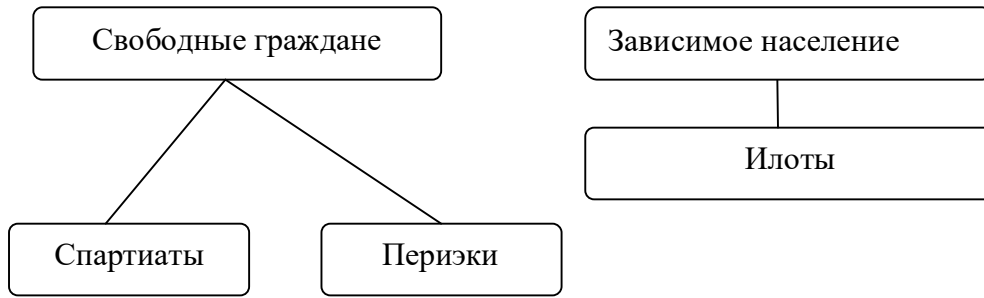 Свободные граждане
Зависимое население
Илоты
Спартиаты
Периэки